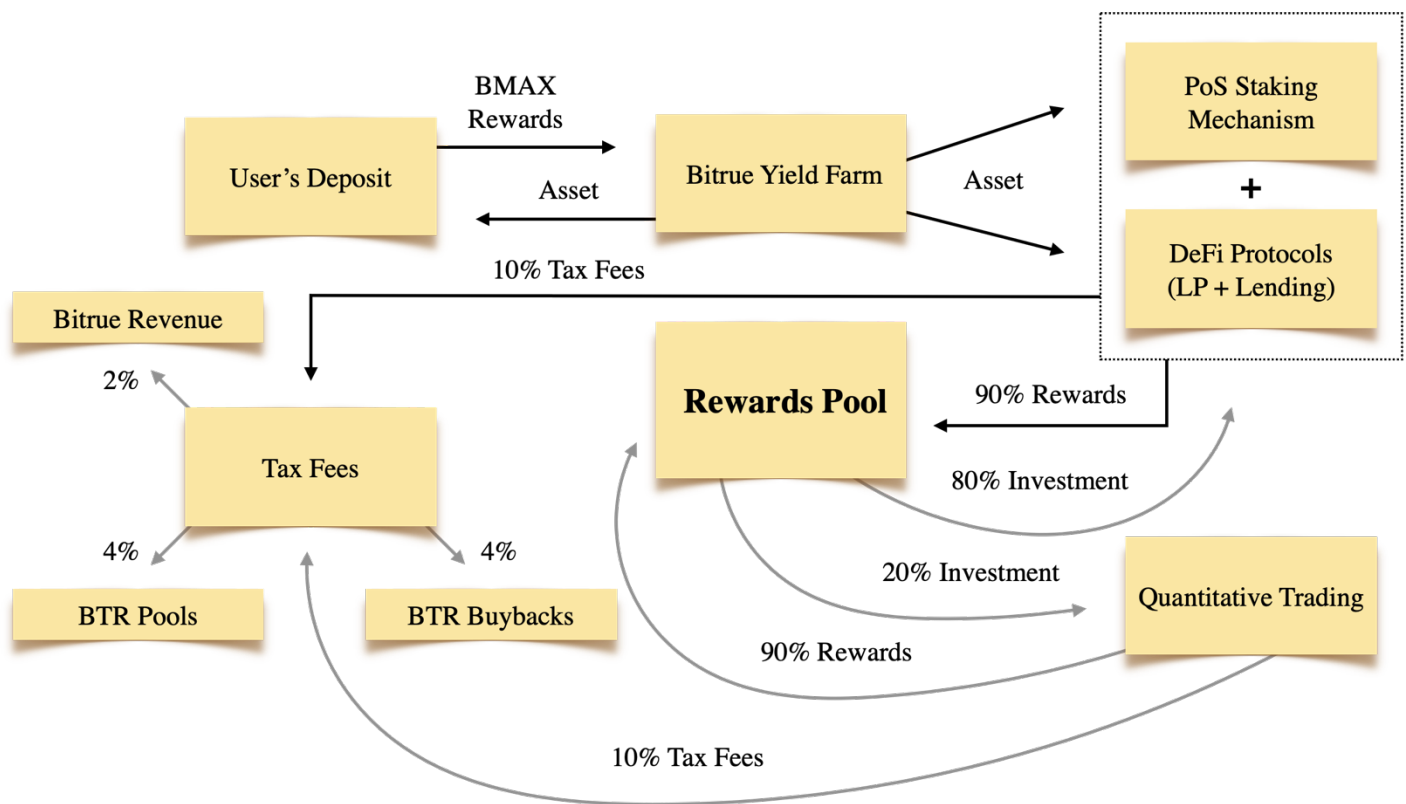 BMAX
Rewards
PoS Staking
Mechanism
User’s Deposit
Bitrue Yield Farm
Asset
Asset
+
DeFi Protocols
(LP + Lending)
10% Tax Fees
Bitrue Revenue
2%
Rewards Pool
90% Rewards
Tax Fees
80% Investment
4%
4%
20% Investment
Quantitative Trading
BTR Pools
BTR Buybacks
90% Rewards
10% Tax Fees